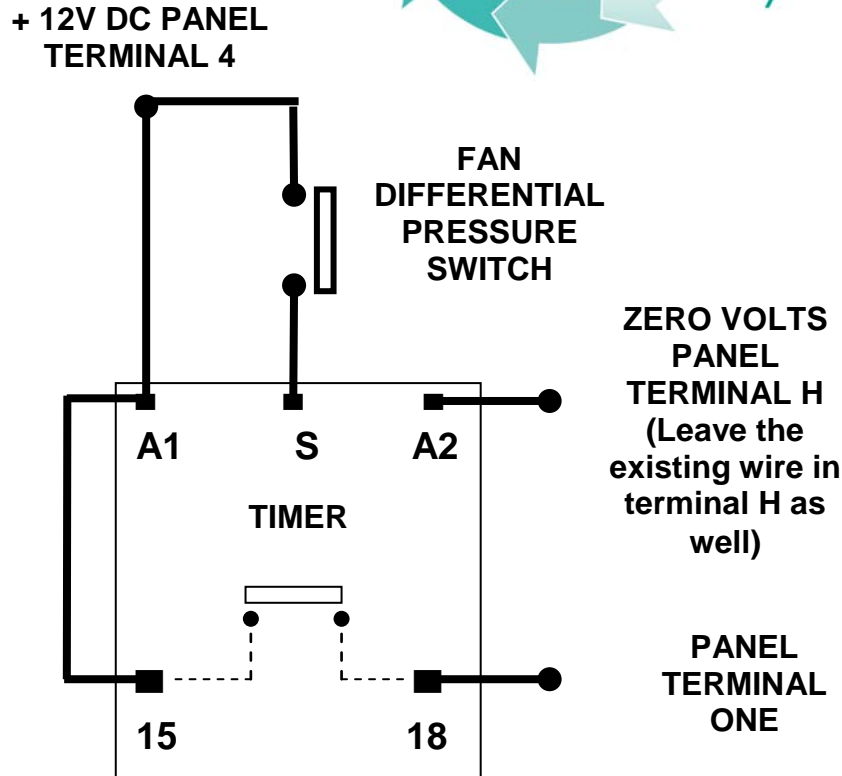 + 12V DC PANEL
TERMINAL 4
FAN
DIFFERENTIAL
PRESSURE
SWITCH
ZERO VOLTS
PANEL
TERMINAL H
(Leave the
existing wire in
terminal H as
well)
A1
S
A2
TIMER
PANEL
TERMINAL
ONE
15
18